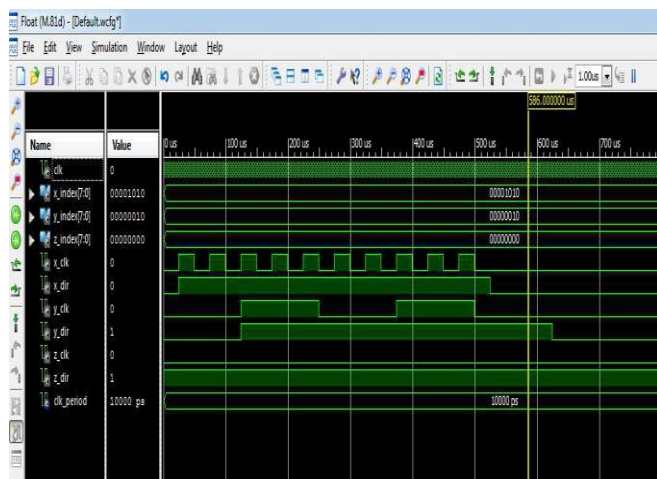 Float (M.81d) - [Default.wcfg*]
File Edit View Simulation Window Layout Help
1.00us
586.000000 us
Name Value 0 us 100 us 200 us 300 us 400 us 500 us 600 us 700 us
clk 0
x_index[7:0] 00001010 00001010
y_index[7:0] 00000010 00000010
z_index[7:0] 00000000 00000000
x_clk 0
x_dir 0
y_clk 0
y_dir 1
z_clk 0
z_dir 1
clk_period 10000 ps 10000 ps